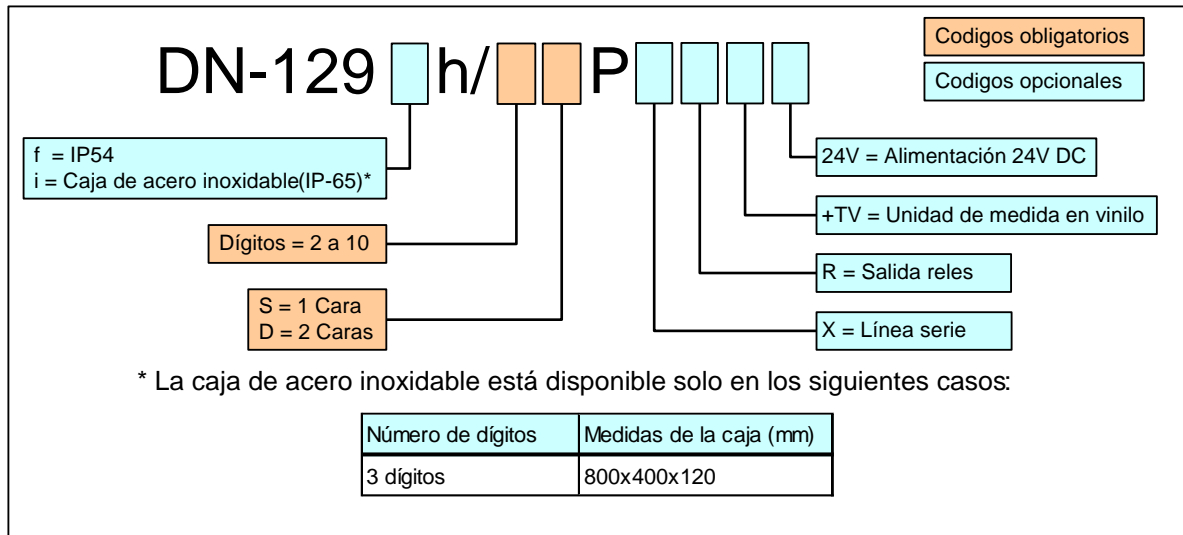 DN-129 h/ P
Codigos obligatorios
Codigos opcionales
f = IP54
i = Caja de acero inoxidable(IP-65)*
24V = Alimentación 24V DC
+TV = Unidad de medida en vinilo
Dígitos = 2 a 10
R = Salida reles
S = 1 Cara
D = 2 Caras
X = Línea serie
* La caja de acero inoxidable está disponible solo en los siguientes casos:
Número de dígitos Medidas de la caja (mm)
3 dígitos 800x400x120